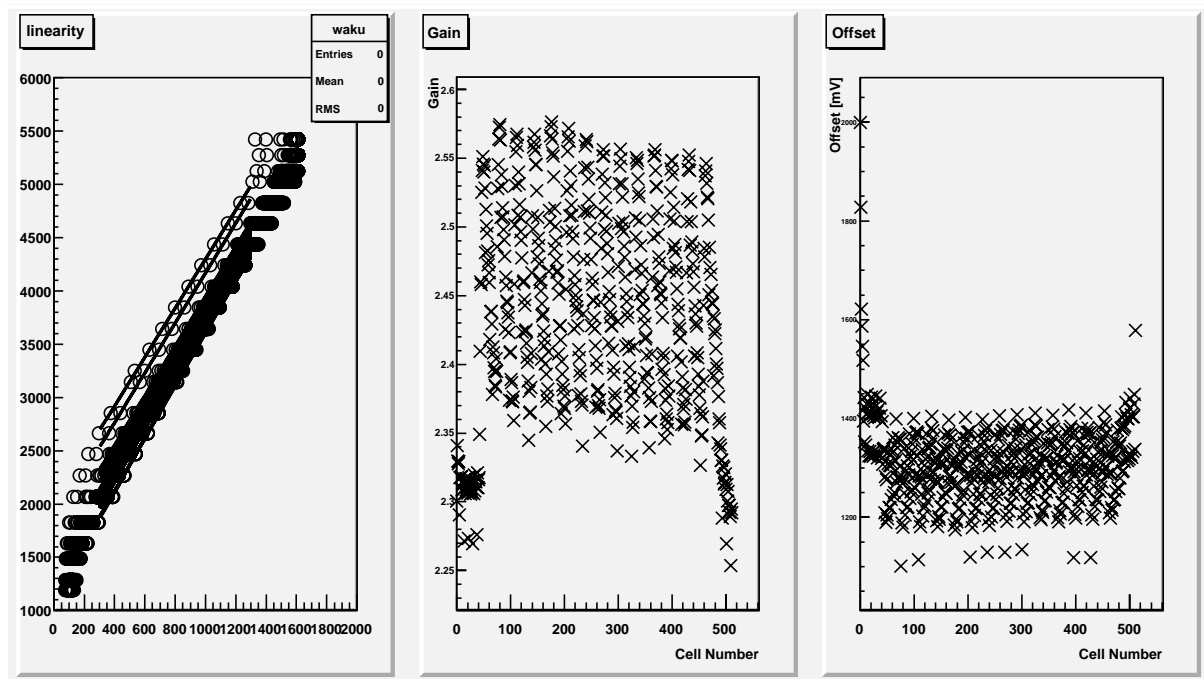 linearity
waku
Entries 0
Mean 0
RMS 0
6000
5500
5000
4500
4000
3500
3000
2500
2000
1500
1000
0 200 400 600 800 1000 1200 1400 1600 1800 2000
Gain
Gain
2.6
2.55
2.5
2.45
2.4
2.35
2.3
2.25
0 100 200 300 400 500
Cell Number
Offset
Offset [mV]
2000
1800
1600
1400
1200
0 100 200 300 400 500
Cell Number